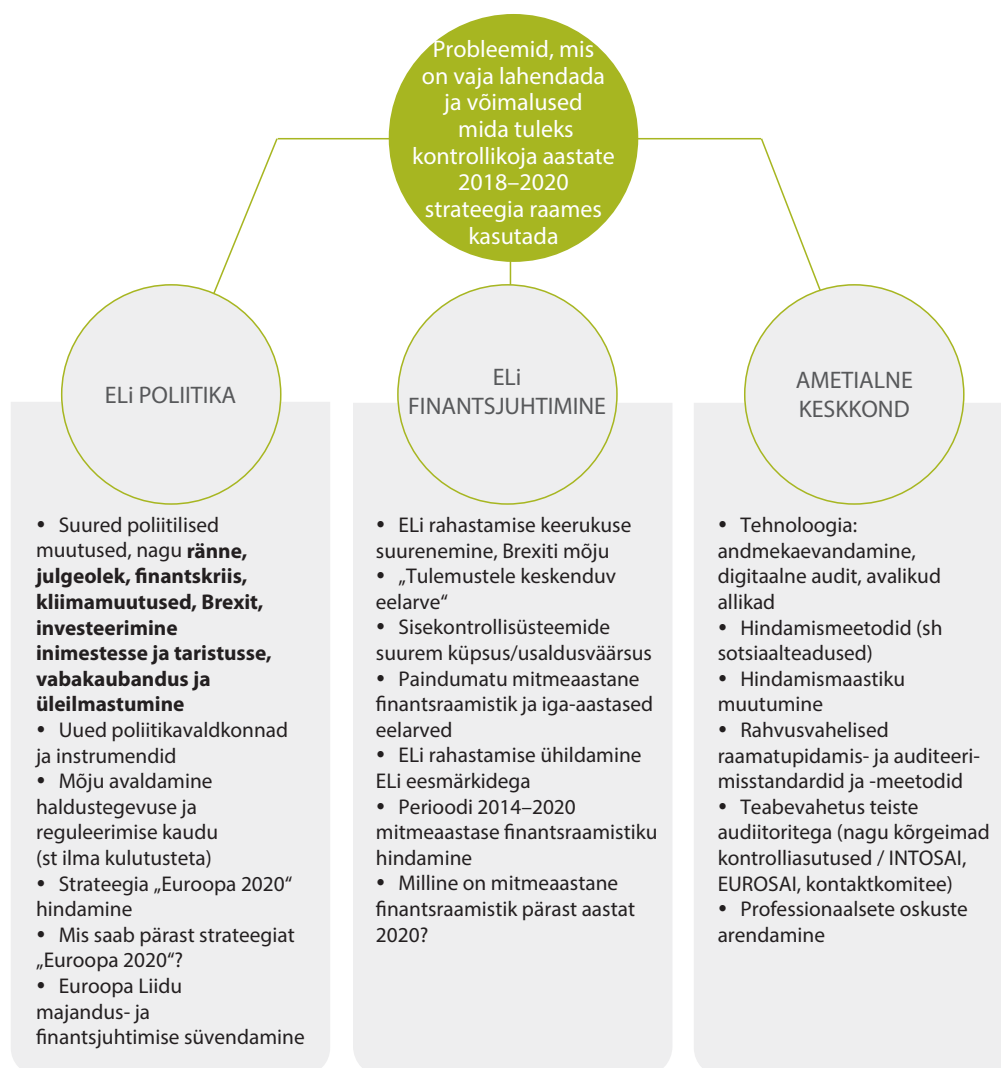 Probleemid, mis
on vaja lahendada
ja võimalused
mida tuleks
kontrollikoja aastate
2018–2020
strateegia raames
kasutada
ELi POLIITIKA
• Suured poliitilised
muutused, nagu ränne,
julgeolek, finantskriis,
kliimamuutused, Brexit,
investeerimine
inimestesse ja taristusse,
vabakaubandus ja
üleilmastumine
• Uued poliitikavaldkonnad
ja instrumendid
• Mõju avaldamine
haldustegevuse ja
reguleerimise kaudu
(st ilma kulutusteta)
• Strateegia „Euroopa 2020“
hindamine
• Mis saab pärast strateegiat
„Euroopa 2020“?
• Euroopa Liidu
majandus- ja
finantsjuhtimise süvendamine
ELi
FINANTSJUHTIMINE
• ELi rahastamise keerukuse
suurenemine, Brexiti mõju
• „Tulemustele keskenduv
eelarve“
• Sisekontrollisüsteemide
suurem küpsus/usaldusväärsus
• Paindumatu mitmeaastane
finantsraamistik ja iga-aastased
eelarved
• ELi rahastamise ühildamine
ELi eesmärkidega
• Perioodi 2014–2020
mitmeaastase finantsraamistiku
hindamine
• Milline on mitmeaastane
finantsraamistik pärast aastat
2020?
AMETIALNE
KESKKOND
• Tehnoloogia:
andmekaevandamine,
digitaalne audit, avalikud
allikad
• Hindamismeetodid (sh
sotsiaalteadused)
• Hindamismaastiku
muutumine
• Rahvusvahelised
raamatupidamis- ja auditeeri-
misstandardid ja -meetodid
• Teabevahetus teiste
audiitoritega (nagu kõrgeimad
kontrolliasutused / INTOSAI,
EUROSAI, kontaktkomitee)
• Professionaalsete oskuste
arendamine